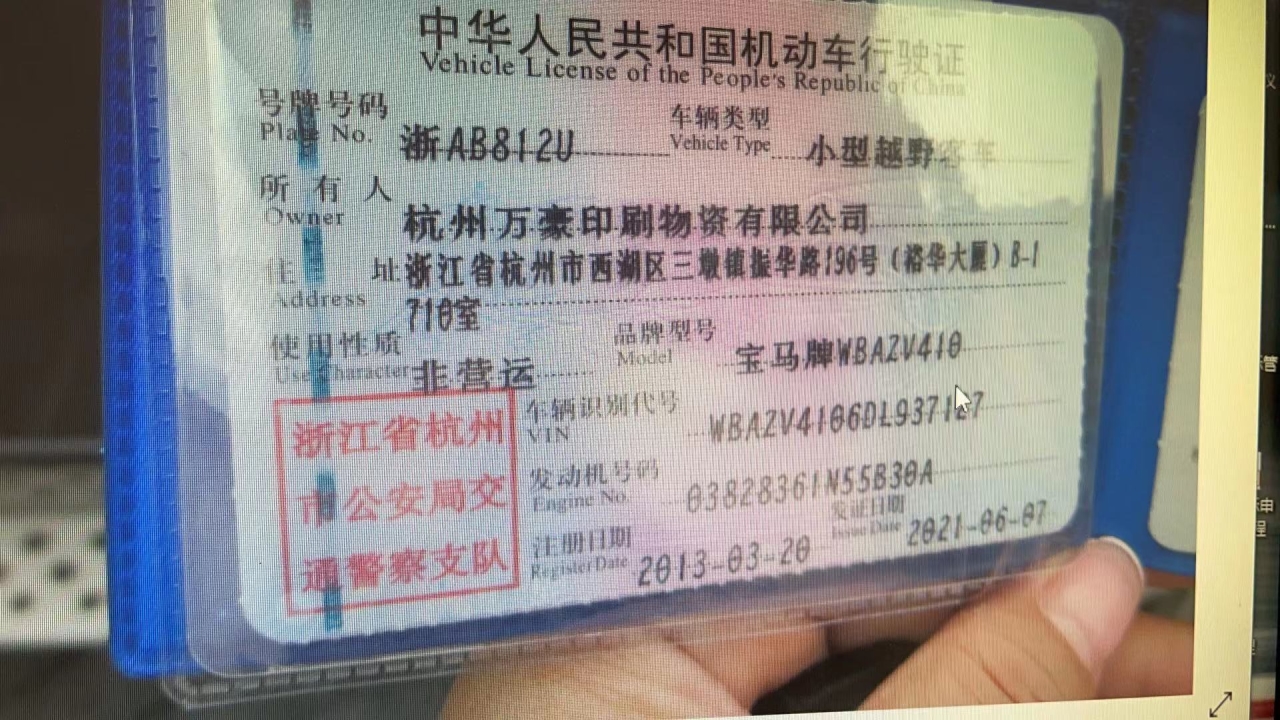 中华人民共和国机动车行驶证
Vehicle License of the People's Republic of China
号牌号码
Plate No.
浙AB812U
车辆类型
Vehicle Type
小型越野客车
所有人
Owner
杭州万豪印刷物资有限公司
住址
Address
浙江省杭州市西湖区三墩镇振华路196号（裕华大厦）B-1
710室
使用性质
Use Character
非营运
品牌型号
Model
宝马牌WBAZV410
浙江省杭州
市公安局交
通警察支队
车辆识别代号
VIN
发动机号码
Engine No.
03828361N55B30A
注册日期
Register Date
2013-03-20
发证日期
Issue Date
2021-06-07